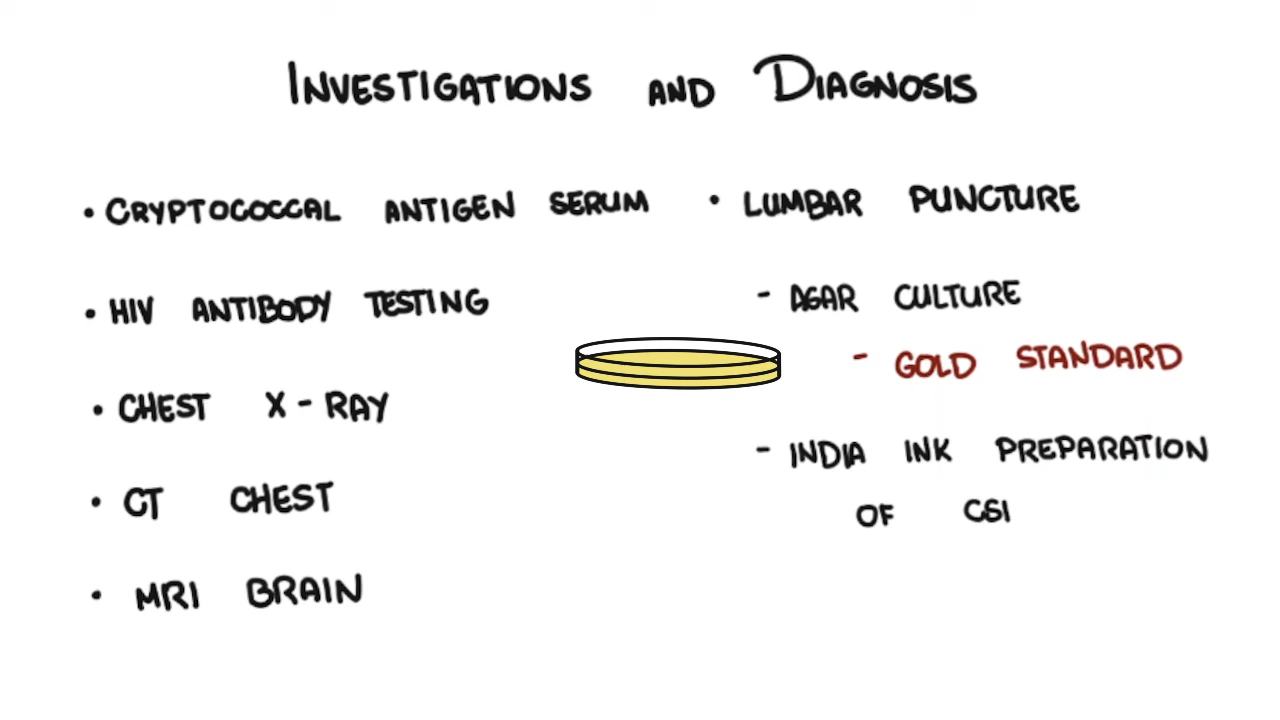 INVESTIGATIONS AND DIAGNOSIS
• CRYPTOCOCCAL ANTIGEN SERUM
• HIV ANTIBODY TESTING
• CHEST X-RAY
• CT CHEST
• MRI BRAIN
• LUMBAR PUNCTURE
- AGAR CULTURE
- GOLD STANDARD
- INDIA INK PREPARATION
OF